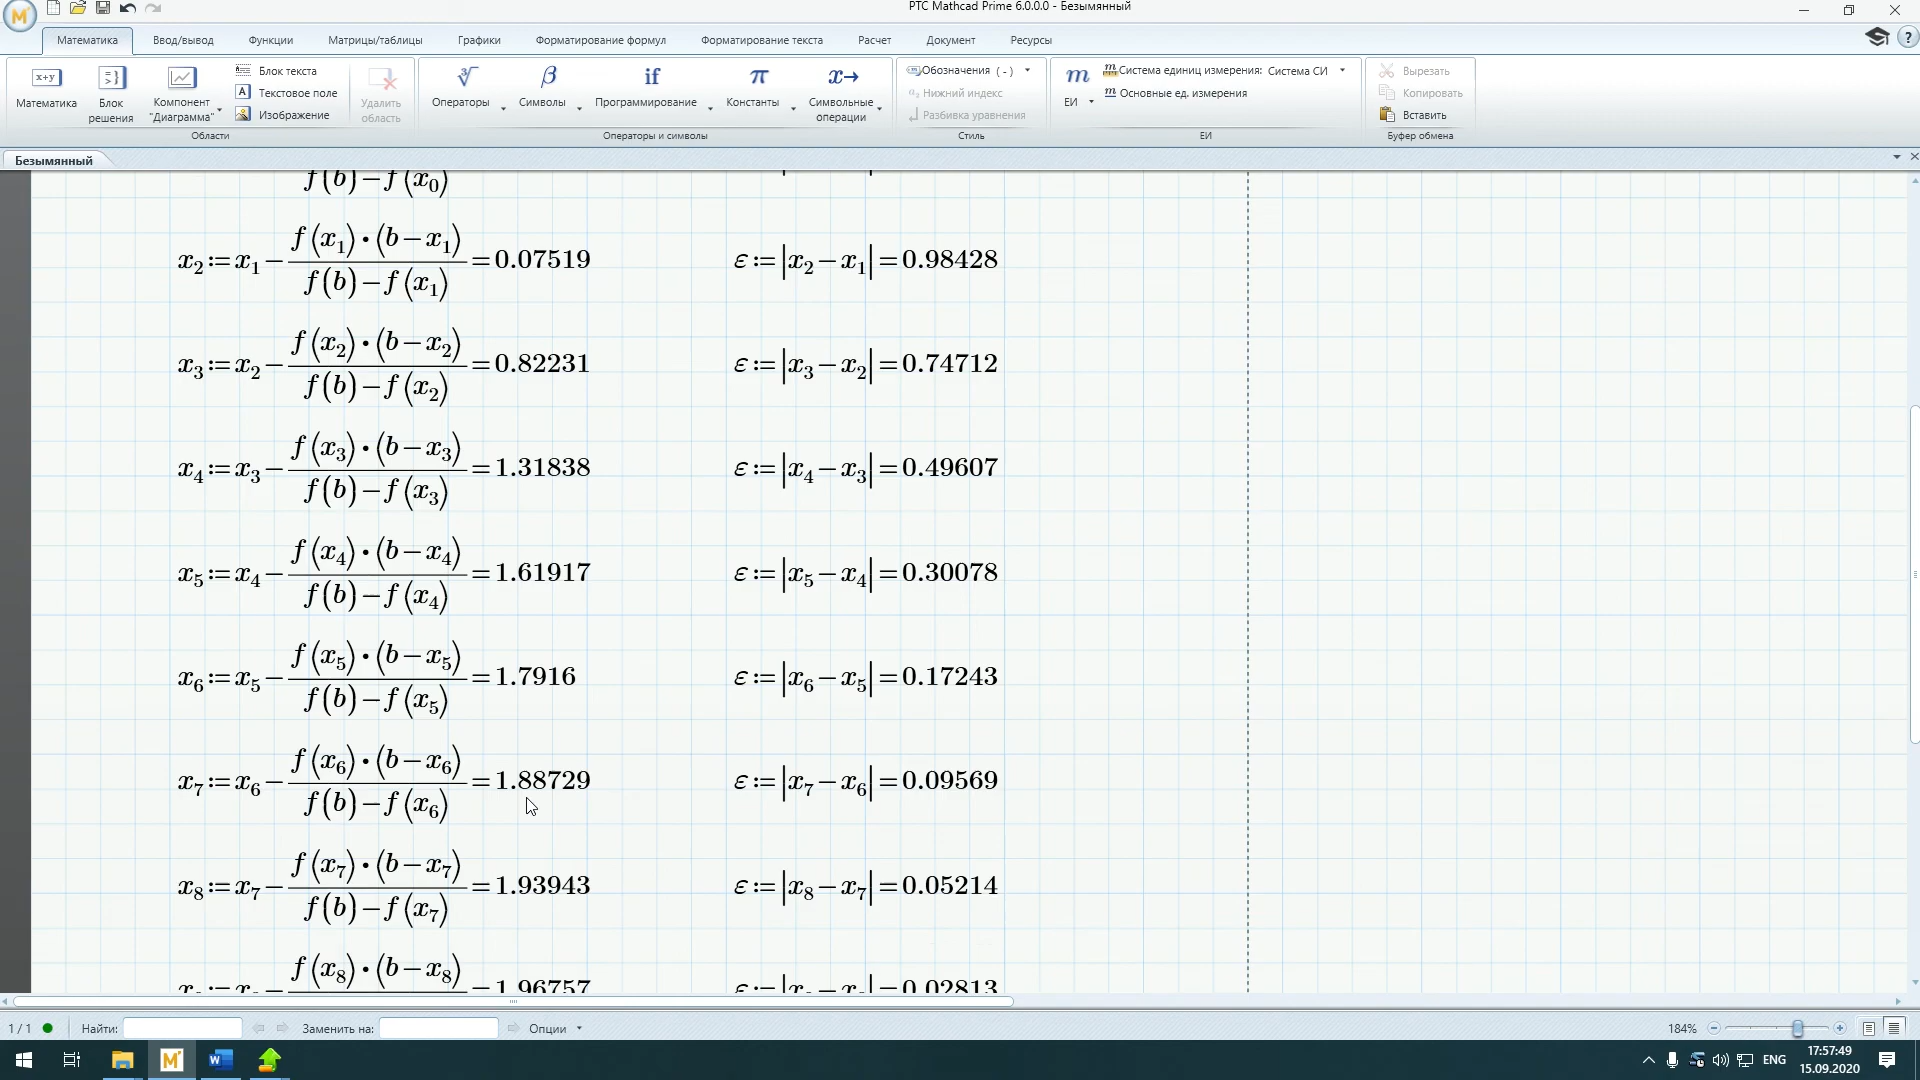 PTC Mathcad Prime 6.0.0.0 - Безымянный
Математика Ввод/вывод Функции Матрицы/таблицы Графики Форматирование формул Форматирование текста Расчет Документ Ресурсы
Математика
Блок решения
Компонент "Диаграмма"
Блок текста
Текстовое поле
Изображение
Удалить область
Области
Операторы
Символы
Программирование
Константы
Символьные операции
Операторы и символы
Обозначения ( - )
Нижний индекс
Разбивка уравнения
Стиль
ЕИ
Система единиц измерения: Система СИ
Основные ед. измерения
ЕИ
Вырезать
Копировать
Вставить
Буфер обмена
Безымянный
f(b)−f(x₀)
x₂:=x₁−f(x₁)·(b−x₁)/f(b)−f(x₁)=0.07519 ε:=|x₂−x₁|=0.98428
x₃:=x₂−f(x₂)·(b−x₂)/f(b)−f(x₂)=0.82231 ε:=|x₃−x₂|=0.74712
x₄:=x₃−f(x₃)·(b−x₃)/f(b)−f(x₃)=1.31838 ε:=|x₄−x₃|=0.49607
x₅:=x₄−f(x₄)·(b−x₄)/f(b)−f(x₄)=1.61917 ε:=|x₅−x₄|=0.30078
x₆:=x₅−f(x₅)·(b−x₅)/f(b)−f(x₅)=1.7916 ε:=|x₆−x₅|=0.17243
x₇:=x₆−f(x₆)·(b−x₆)/f(b)−f(x₆)=1.88729 ε:=|x₇−x₆|=0.09569
x₈:=x₇−f(x₇)·(b−x₇)/f(b)−f(x₇)=1.93943 ε:=|x₈−x₇|=0.05214
f(x₈)·(b−x₈) =1.96757 =0.02813
1 / 1 Найти: Заменить на: Опции 184%
ENG 17:57:49
15.09.2020